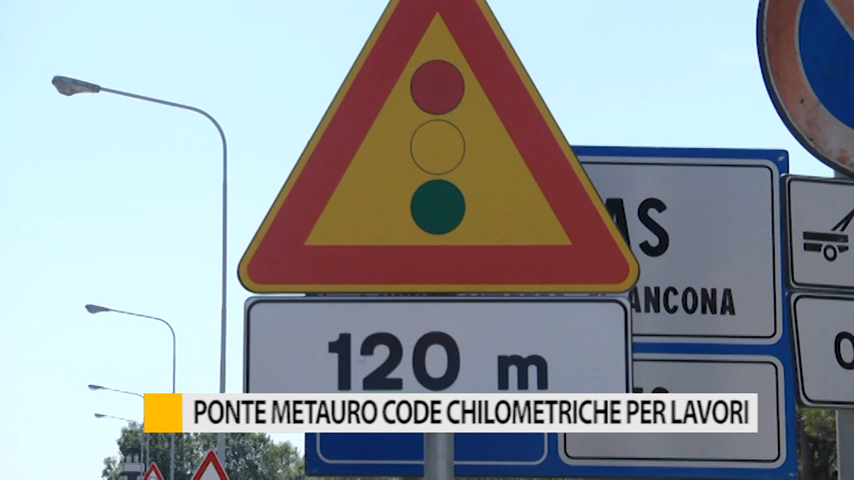 AS
ANCONA
120 m
PONTE METAURO CODE CHILOMETRICHE PER LAVORI